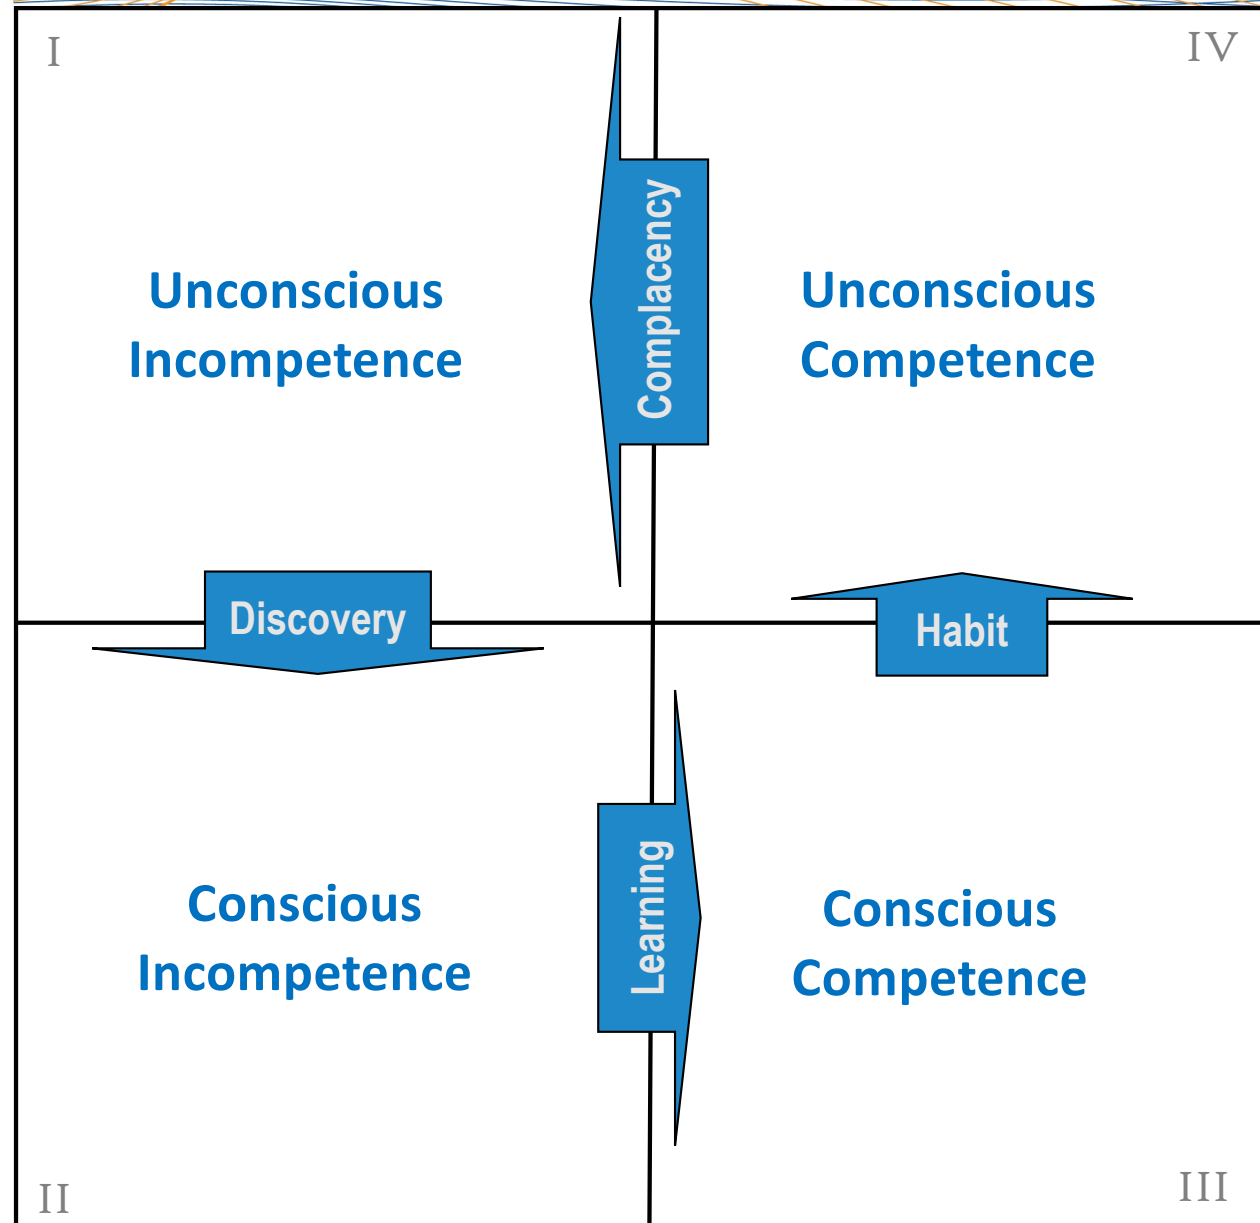 I
IV
Unconscious
Incompetence
Complacency
Unconscious
Competence
Discovery
Habit
Conscious
Incompetence
Learning
Conscious
Competence
II
III